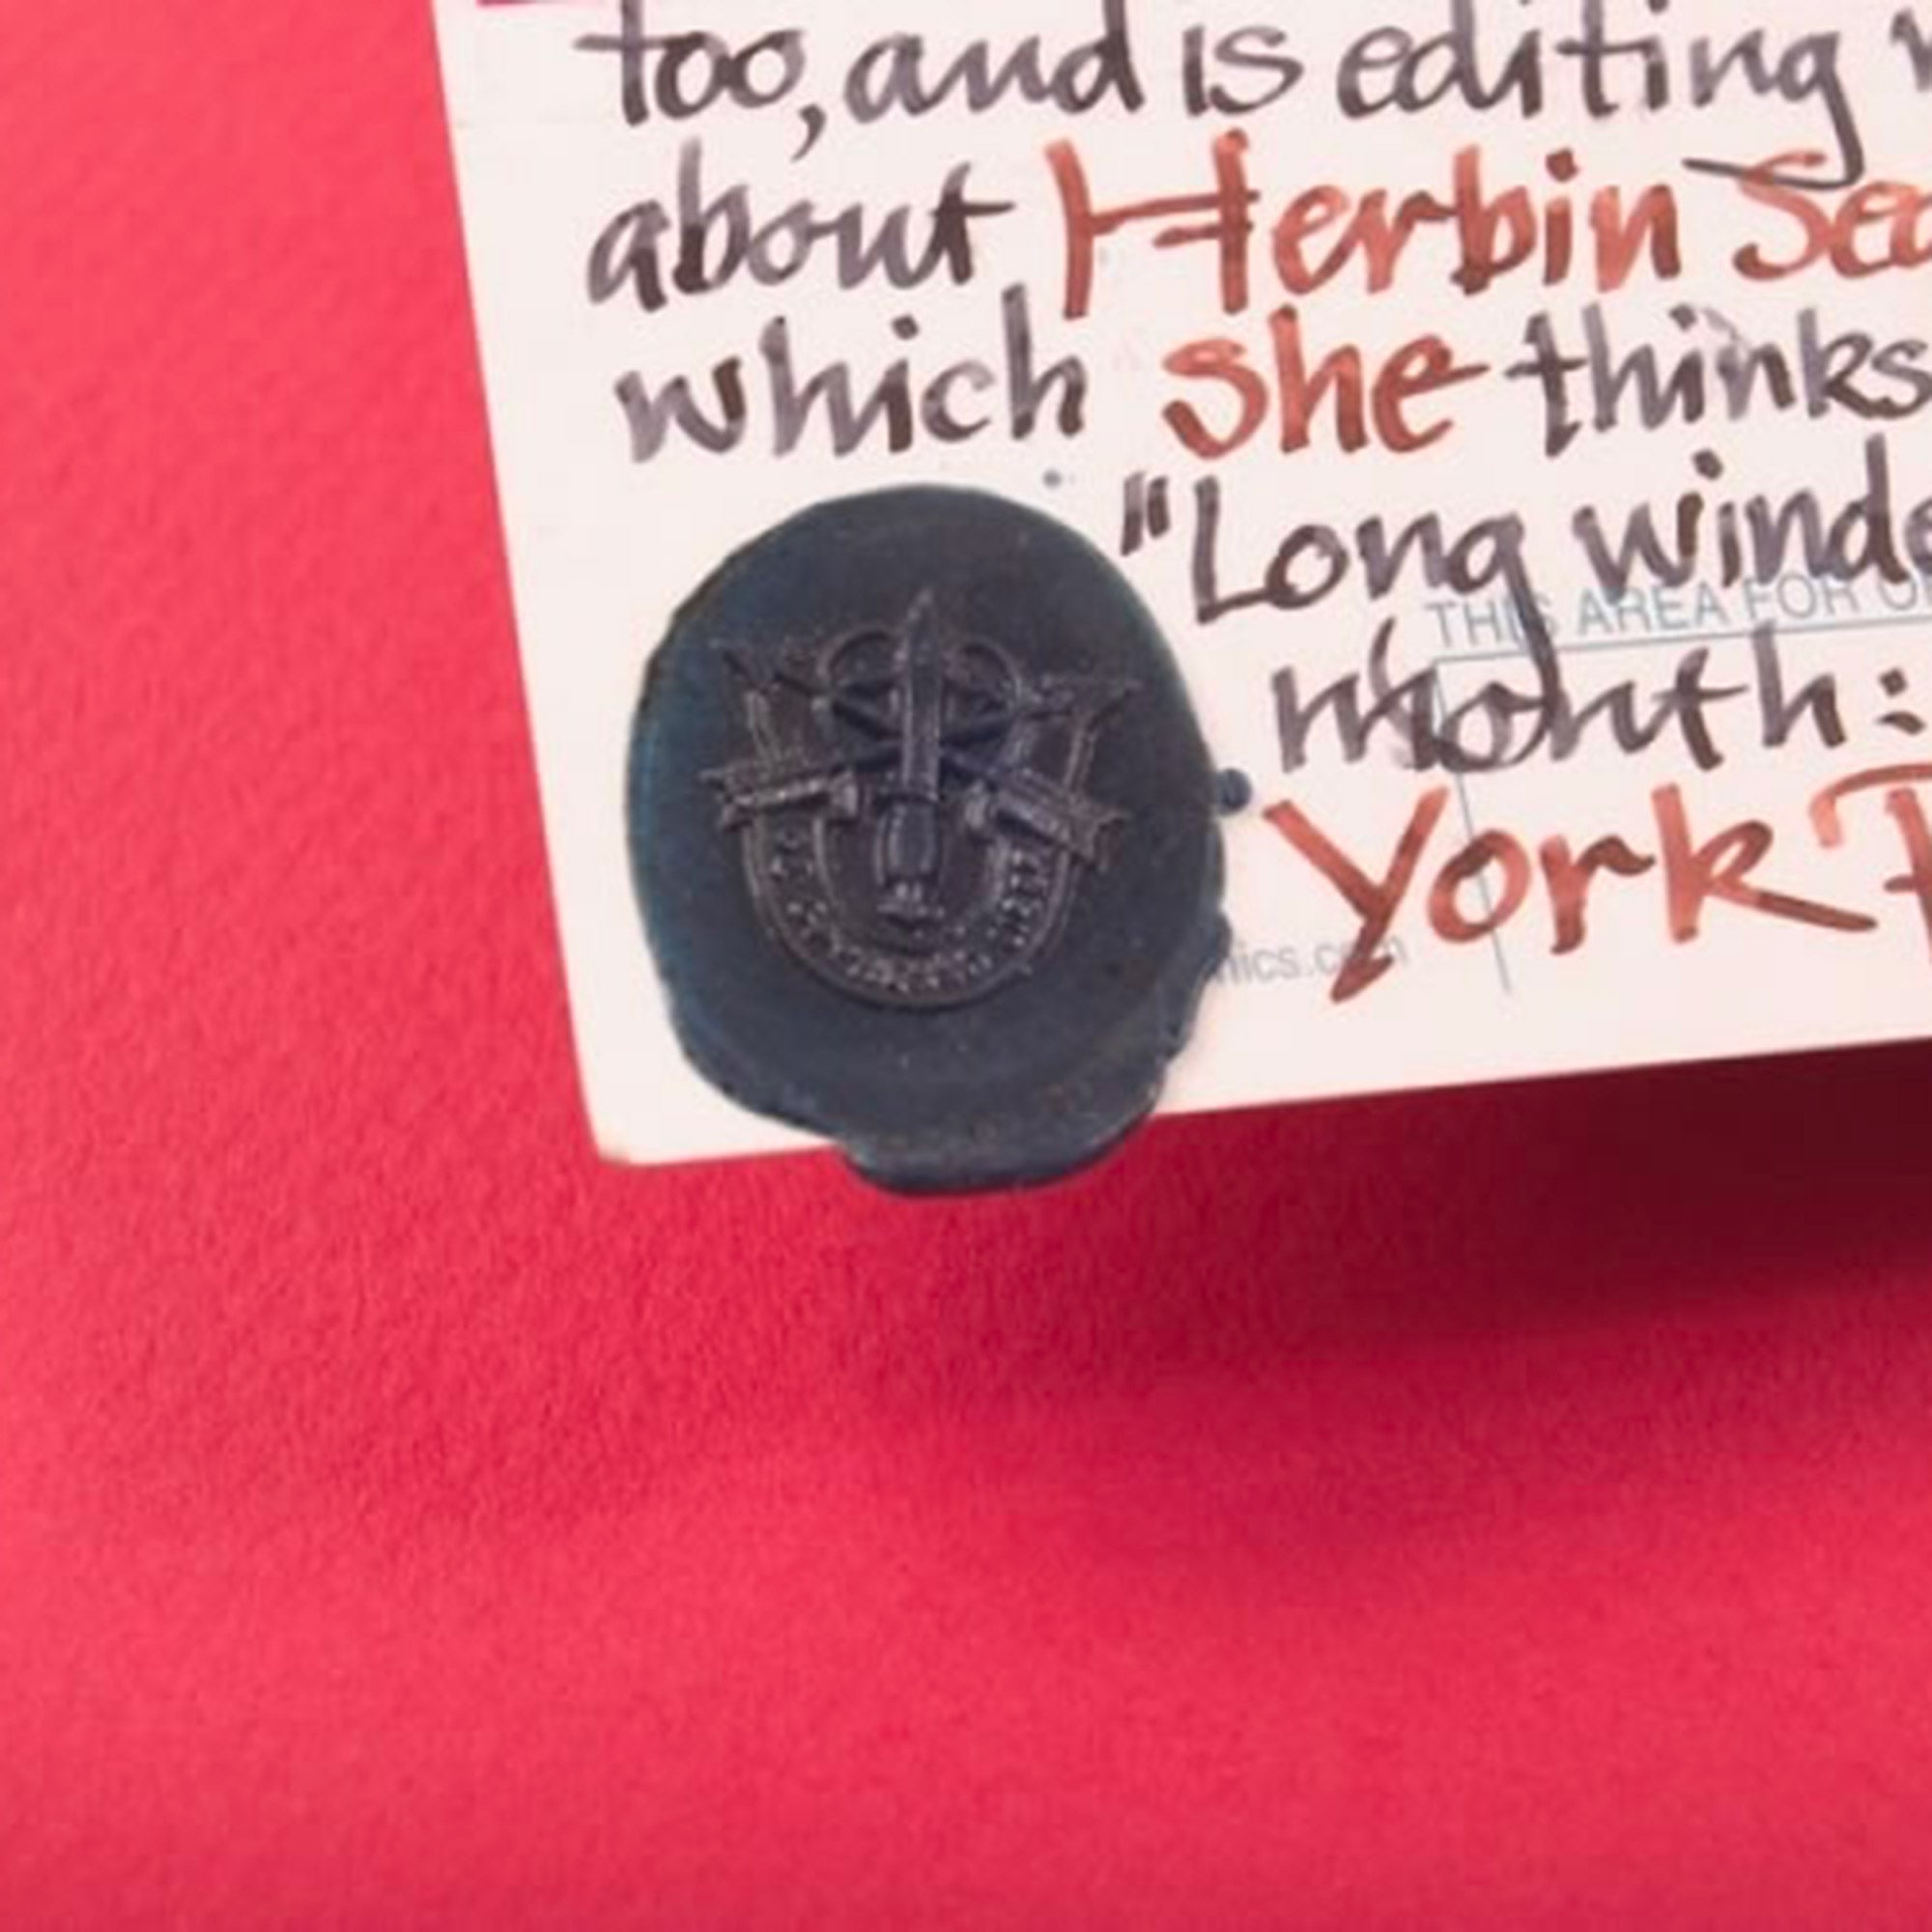 too, and is editing
about Herbin
which she thinks
"Long
THIS AREA FOR
month:
York